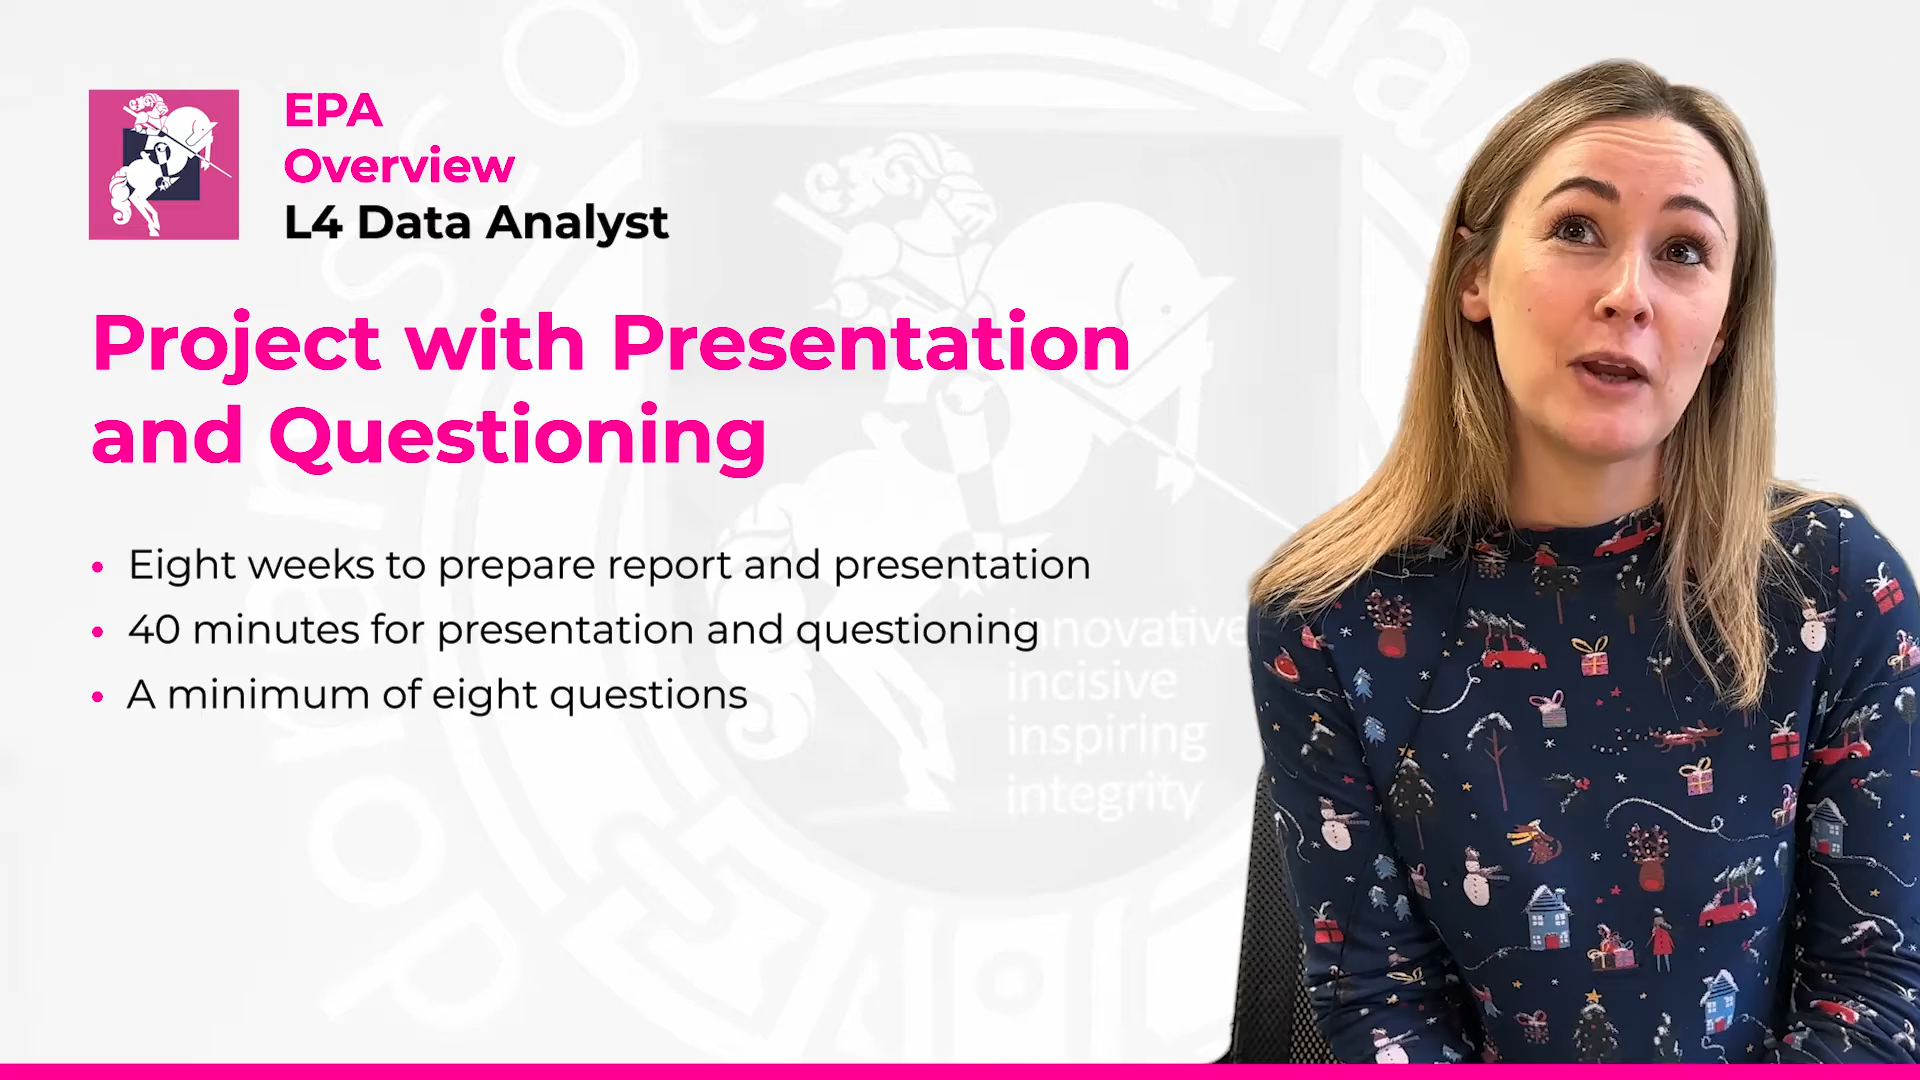 EPA
Overview
L4 Data Analyst
Project with Presentation
and Questioning
• Eight weeks to prepare report and presentation
• 40 minutes for presentation and questioning
• A minimum of eight questions
innovative
incisive
inspiring
integrity